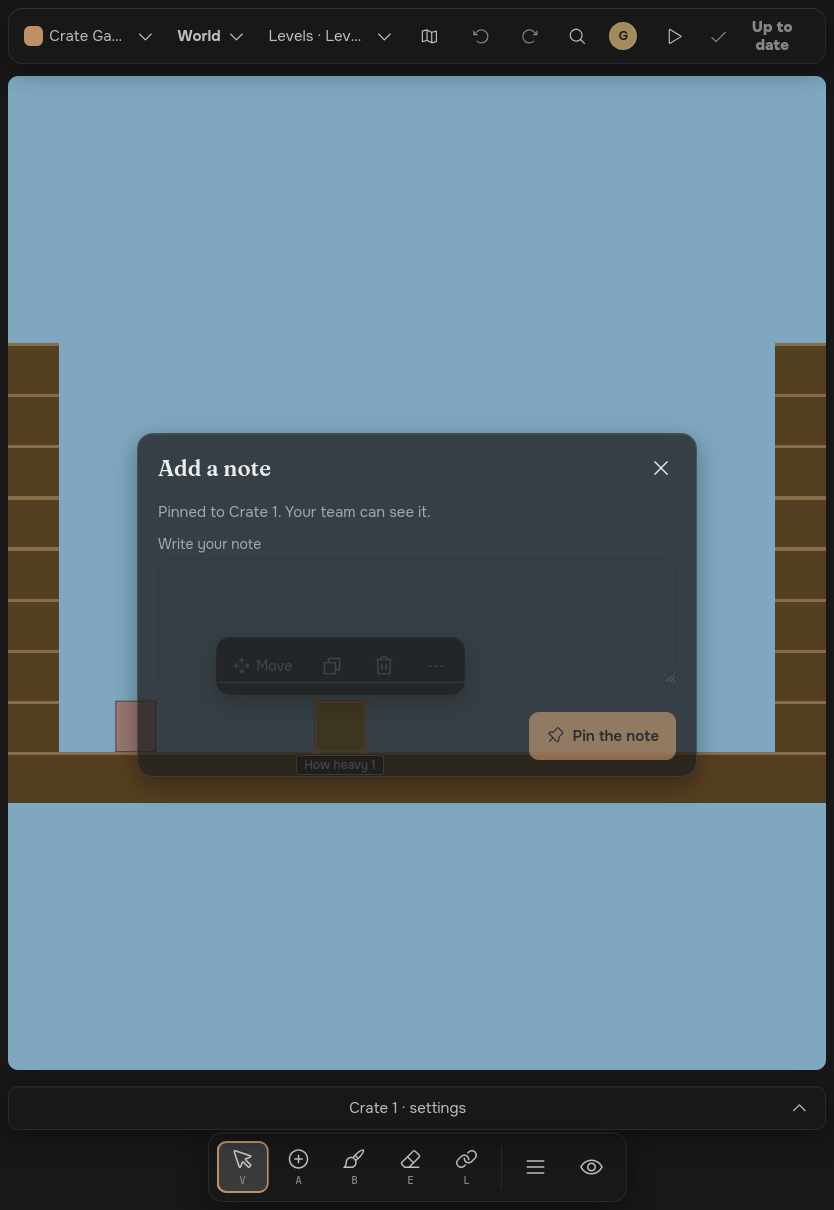 Crate Ga...
World
Levels · Lev...
G
Up to
date
Add a note
Pinned to Crate 1. Your team can see it.
Write your note
Move
Pin the note
How heavy 1
Crate 1 · settings
V
A
B
E
L